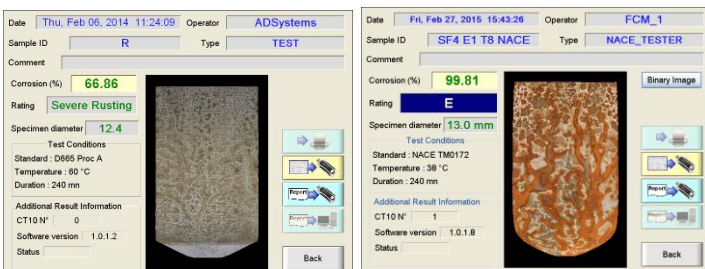 Date Thu, Feb 06, 2014 11:24:09 Operator ADSystems
Sample ID R Type TEST
Comment
Corrosion (%) 66.86
Rating Severe Rusting
Specimen diameter 12.4
Test Conditions
Standard : D665 Proc A
Temperature : 60 °C
Duration : 240 mn
Additional Result Information
CT10 N° 0
Software version 1.0.1.2
Status
Report
Report
Back
Date Fri, Feb 27, 2015 15:43:26 Operator FCM_1
Sample ID SF4 E1 T8 NACE Type NACE_TESTER
Comment
Corrosion (%) 99.81
Binary Image
Rating E
Specimen diameter 13.0 mm
Test Conditions
Standard : NACE TM0172
Temperature : 38 °C
Duration : 240 mn
Additional Result Information
CT10 N° 1
Software version 1.0.1.8
Status
Report
Report
Back